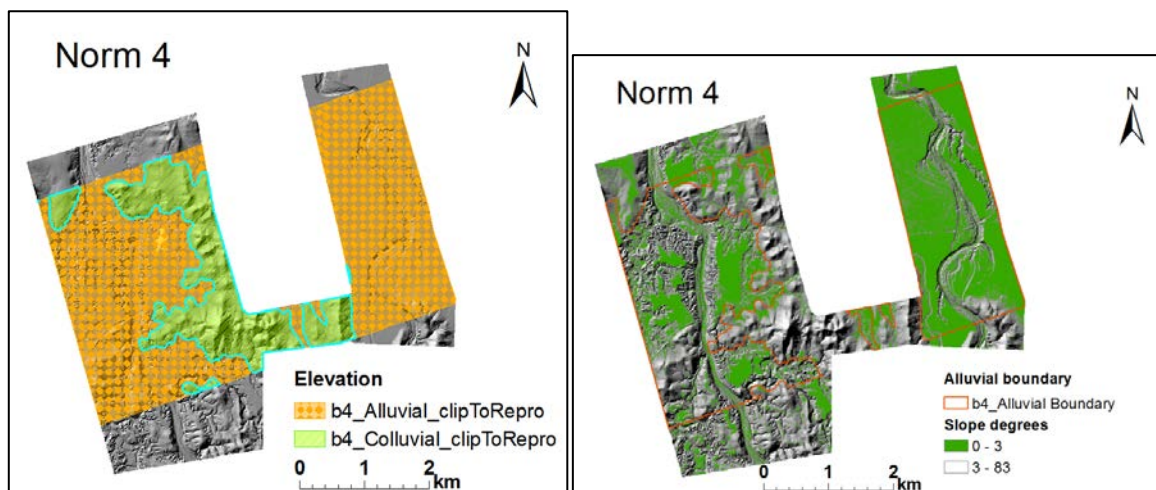 Norm 4
N
Elevation
b4_Alluvial_clipToRepro
b4_Colluvial_clipToRepro
0 1 2
km
Norm 4
N
Alluvial boundary
b4_Alluvial Boundary
Slope degrees
0 - 3
3 - 83
0 1 2
km